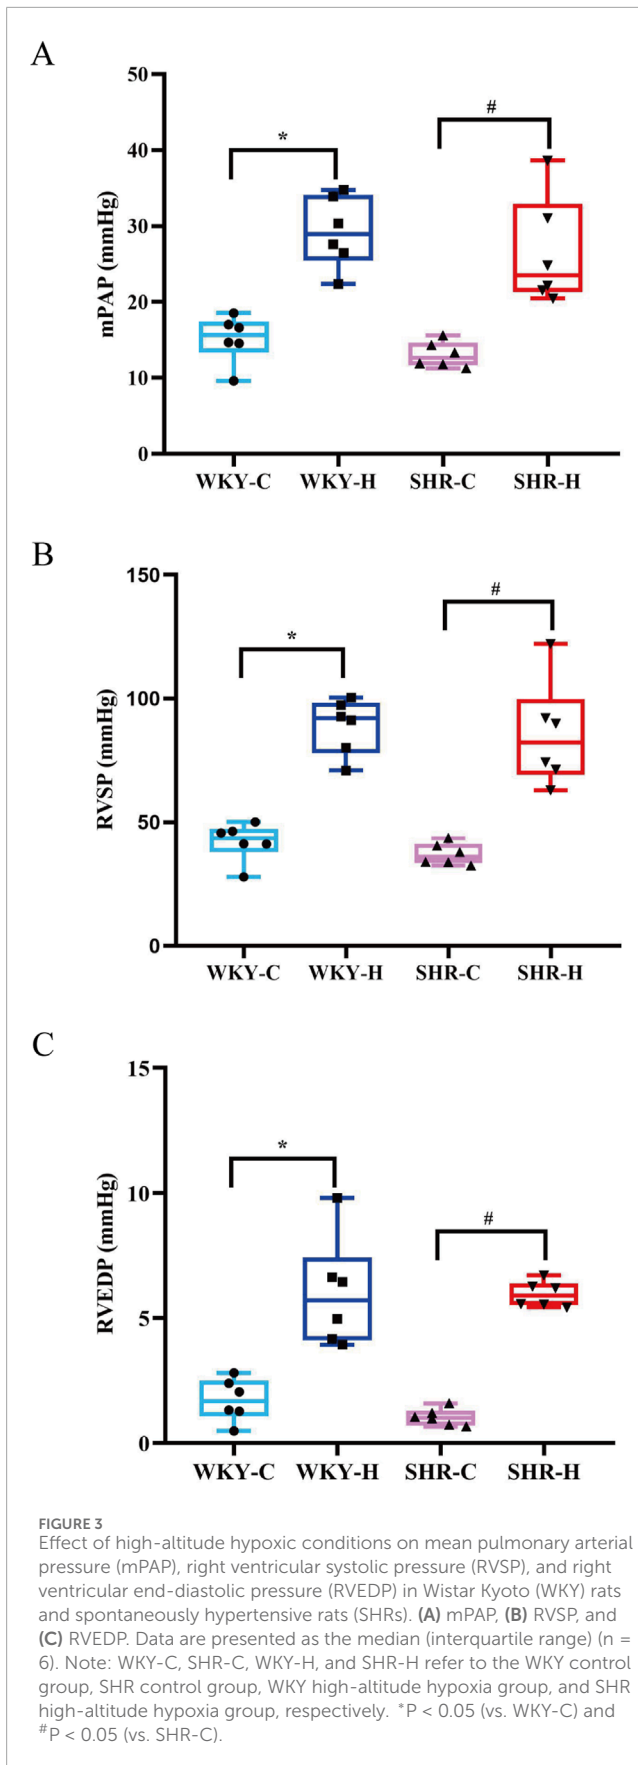 A
50
*
#
40
30
20
10
0
mPAP (mmHg)
WKY-C WKY-H SHR-C SHR-H
B
150
*
#
100
50
0
RVSP (mmHg)
WKY-C WKY-H SHR-C SHR-H
C
15
*
#
10
5
0
RVEDP (mmHg)
WKY-C WKY-H SHR-C SHR-H
FIGURE 3
Effect of high-altitude hypoxic conditions on mean pulmonary arterial
pressure (mPAP), right ventricular systolic pressure (RVSP), and right
ventricular end-diastolic pressure (RVEDP) in Wistar Kyoto (WKY) rats
and spontaneously hypertensive rats (SHRs). (A) mPAP, (B) RVSP, and
(C) RVEDP. Data are presented as the median (interquartile range) (n =
6). Note: WKY-C, SHR-C, WKY-H, and SHR-H refer to the WKY control
group, SHR control group, WKY high-altitude hypoxia group, and SHR
high-altitude hypoxia group, respectively. *P < 0.05 (vs. WKY-C) and
#P < 0.05 (vs. SHR-C).